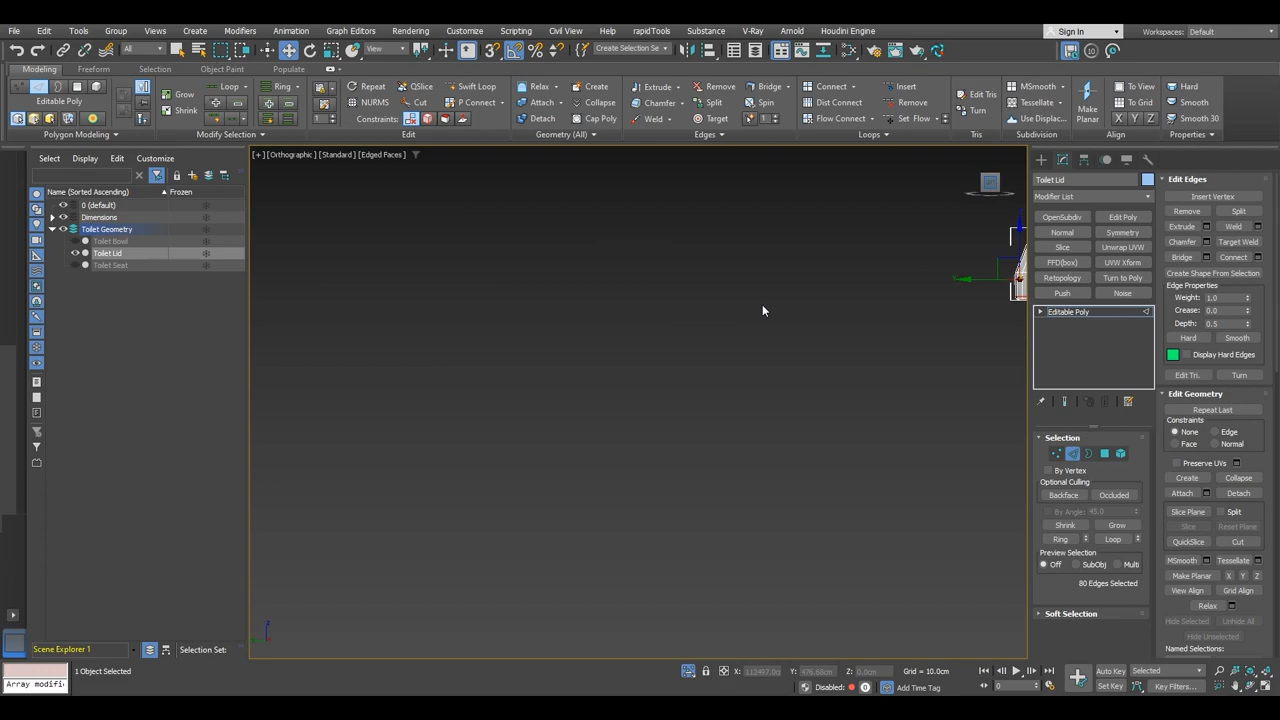 File Edit Tools Group Views Create Modifiers Animation Graph Editors Rendering Customize Scripting Civil View rapidTools Substance V-Ray Arnold Houdini Engine Sign In Workspaces: Default
All View Create Selection Se
Modeling Freeform Selection Object Paint Populate
Grow Loop Ring Repeat QSlice Swift Loop Relax Create Extrude Remove Bridge Connect Insert Edit Tris MSmooth To View Hard
Editable Poly Shrink NURMS Cut P Connect Attach Collapse Chamfer Split Spin Dist Connect Remove Turn Tessellate Make Planar To Grid Smooth
1 Constraints: Detach Cap Poly Weld Target 1 Flow Connect Set Flow Use Displac... X Y Z Smooth 30
Polygon Modeling Modify Selection Edit Geometry (All) Edges Loops Tris Subdivision Align Properties
Select Display Edit Customize
Name (Sorted Ascending) Frozen
0 (default)
Dimensions
Toilet Geometry
Toilet Bowl
Toilet Lid
Toilet Seat
[+] [Orthographic ] [Standard ] [Edged Faces ]
Toilet Lid
Modifier List
OpenSubdiv Edit Poly
Normal Symmetry
Slice Unwrap UVW
FFD(box) UVW Xform
Retopology Turn to Poly
Push Noise
Editable Poly
Selection
By Vertex
Optional Culling
Backface Occluded
By Angle: 45.0
Shrink Grow
Ring Loop
Preview Selection
Off SubObj Multi
80 Edges Selected
Soft Selection
Edit Edges
Insert Vertex
Remove Split
Extrude Weld
Chamfer Target Weld
Bridge Connect
Create Shape From Selection
Edge Properties
Weight: 1.0
Crease: 0.0
Depth: 0.5
Hard Smooth
Display Hard Edges
Edit Tri. Turn
Edit Geometry
Repeat Last
Constraints
None Edge
Face Normal
Preserve UVs
Create Collapse
Attach Detach
Slice Plane Split
Slice Reset Plane
QuickSlice Cut
MSmooth Tessellate
Make Planar X Y Z
View Align Grid Align
Relax
Hide Selected Unhide All
Hide Unselected
Named Selections:
Scene Explorer 1 Selection Set:
Array modifi
1 Object Selected
X: 112497.0c Y: 476.68cm Z: 0.0cm Grid = 10.0cm
Disabled: Add Time Tag
0
Auto Key Selected
Set Key Key Filters...